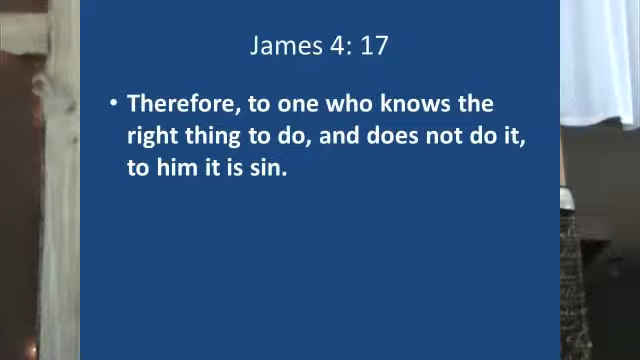 James 4: 17
• Therefore, to one who knows the
right thing to do, and does not do it,
to him it is sin.